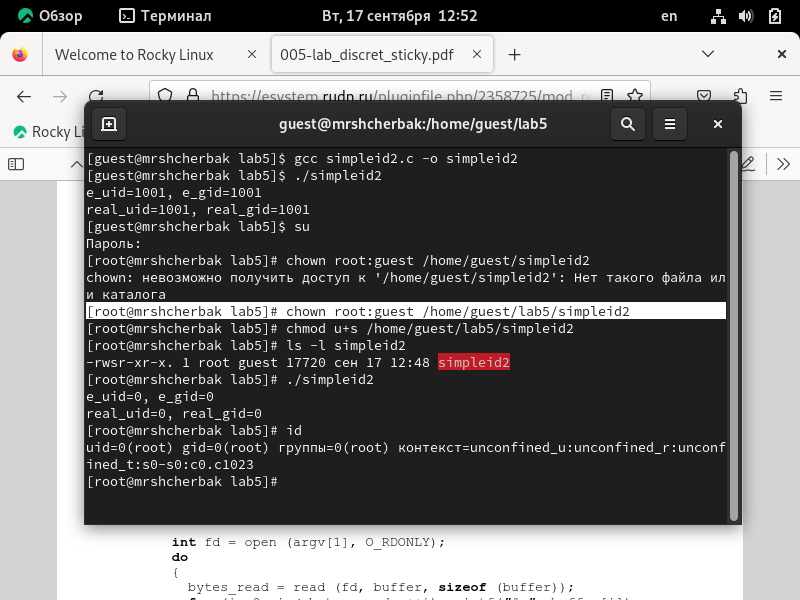 Обзор Терминал Вт, 17 сентября 12:52 en
Welcome to Rocky Linux × 005-lab_discret_sticky.pdf × +
https://esystem.rudn.ru/pluginfile.php/2358725/mod_re
Rocky Li
guest@mrshcherbak:/home/guest/lab5
[guest@mrshcherbak lab5]$ gcc simpleid2.c -o simpleid2
[guest@mrshcherbak lab5]$ ./simpleid2
e_uid=1001, e_gid=1001
real_uid=1001, real_gid=1001
[guest@mrshcherbak lab5]$ su
Пароль:
[root@mrshcherbak lab5]# chown root:guest /home/guest/simpleid2
chown: невозможно получить доступ к '/home/guest/simpleid2': Нет такого файла ил
и каталога
[root@mrshcherbak lab5]# chown root:guest /home/guest/lab5/simpleid2
[root@mrshcherbak lab5]# chmod u+s /home/guest/lab5/simpleid2
[root@mrshcherbak lab5]# ls -l simpleid2
-rwsr-xr-x. 1 root guest 17720 сен 17 12:48 simpleid2
[root@mrshcherbak lab5]# ./simpleid2
e_uid=0, e_gid=0
real_uid=0, real_gid=0
[root@mrshcherbak lab5]# id
uid=0(root) gid=0(root) группы=0(root) контекст=unconfined_u:unconfined_r:unconf
ined_t:s0-s0:c0.c1023
[root@mrshcherbak lab5]#
int fd = open (argv[1], O_RDONLY);
do
{
bytes_read = read (fd, buffer, sizeof (buffer));